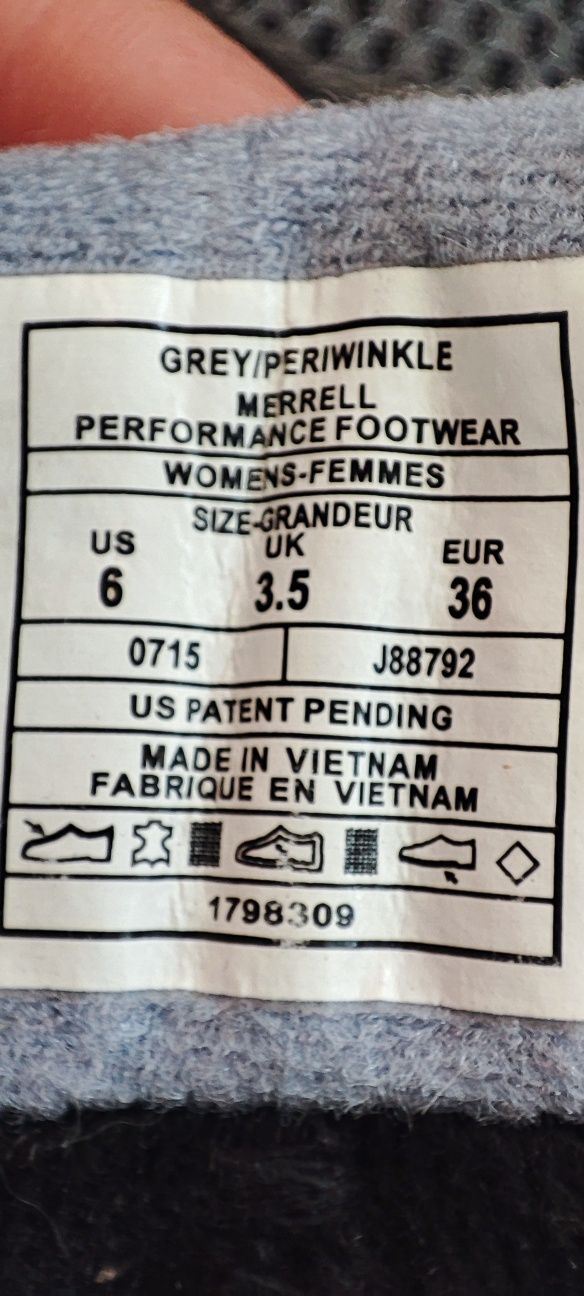 GREY/PERIWINKLE
MERRELL
PERFORMANCE FOOTWEAR
WOMENS-FEMMES
SIZE-GRANDEUR
US UK EUR
6 3.5 36
0715 J88792
US PATENT PENDING
MADE IN VIETNAM
FABRIQUE EN VIETNAM
1798309